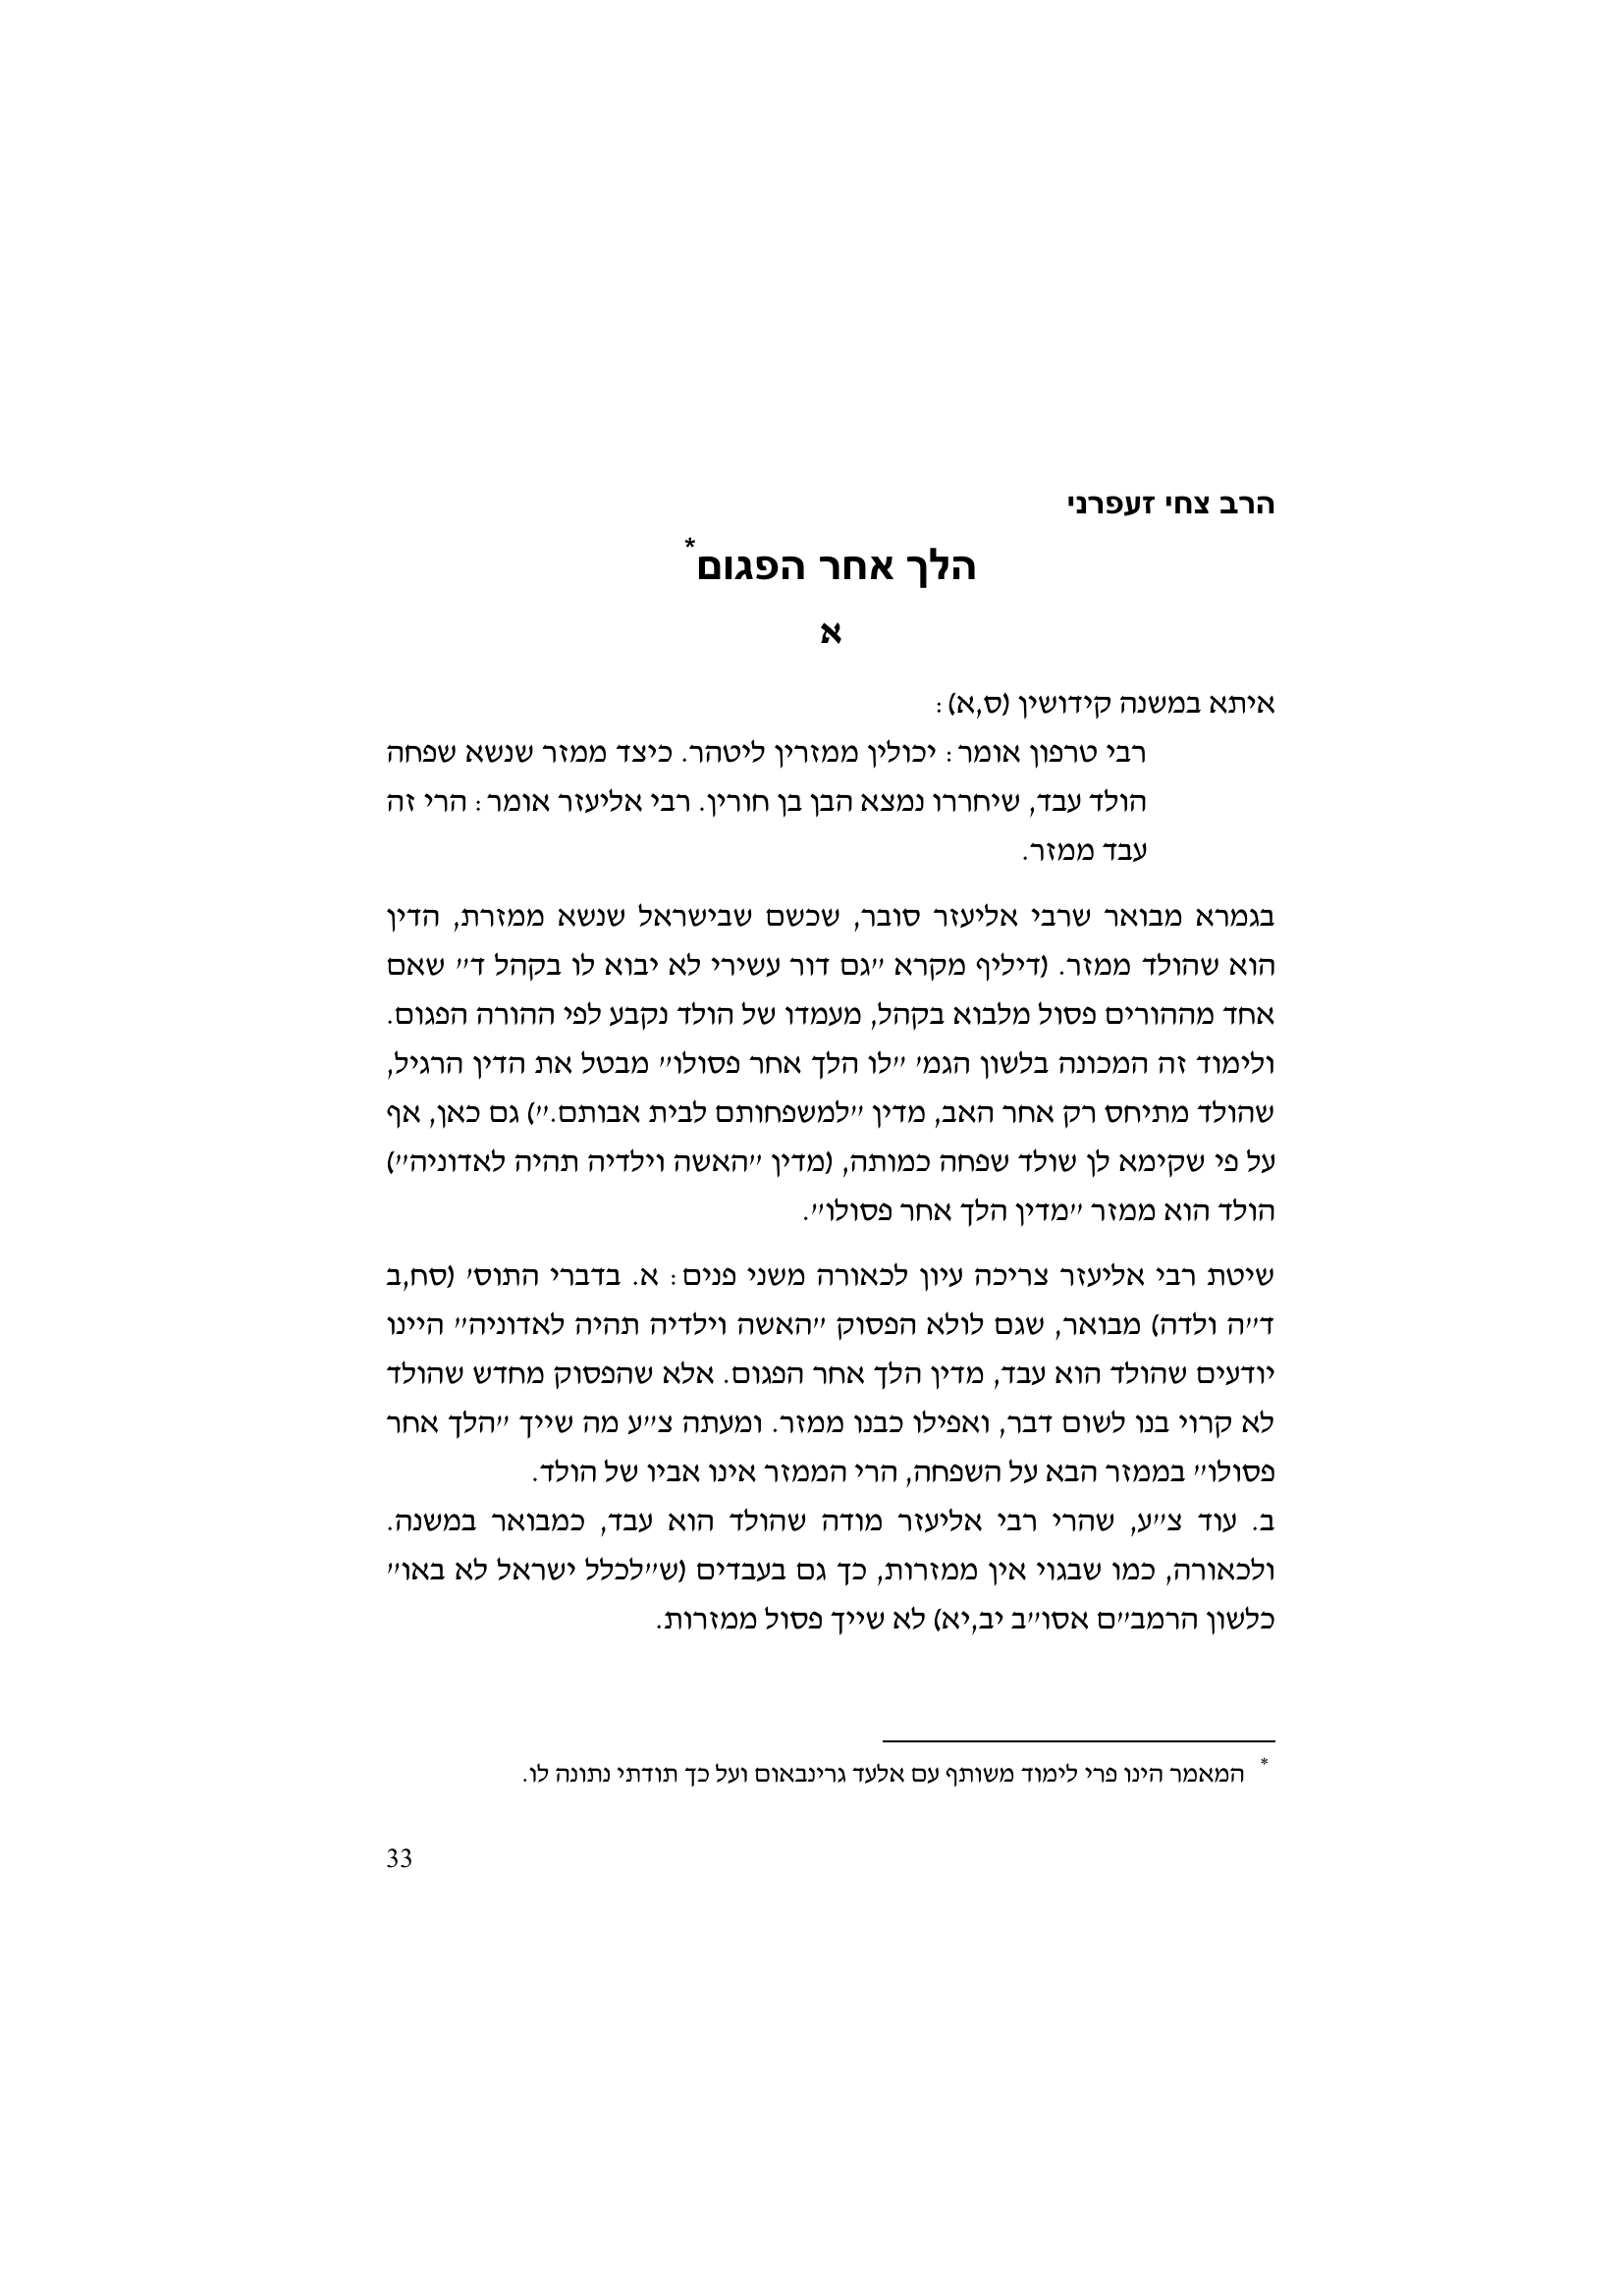 הרב צחי זעפרני
הלך אחר הפגום*
א
איתא במשנה קידושין (ס,א):
רבי טרפון אומר: יכולין ממזרין ליטהר. כיצד ממזר שנשא שפחה
הולד עבד, שיחררו נמצא הבן בן חורין. רבי אליעזר אומר: הרי זה
עבד ממזר.
בגמרא מבואר שרבי אליעזר סובר, שכשם שבישראל שנשא ממזרת, הדין
הוא שהולד ממזר. (דיליף מקרא "גם דור עשירי לא יבוא לו בקהל ד" שאם
אחד מההורים פסול מלבוא בקהל, מעמדו של הולד נקבע לפי ההורה הפגום.
ולימוד זה המכונה בלשון הגמ' "לו הלך אחר פסולו" מבטל את הדין הרגיל,
שהולד מתיחס רק אחר האב, מדין "למשפחותם לבית אבותם.") גם כאן, אף
על פי שקימא לן שולד שפחה כמותה, (מדין "האשה וילדיה תהיה לאדוניה")
הולד הוא ממזר "מדין הלך אחר פסולו".
שיטת רבי אליעזר צריכה עיון לכאורה משני פנים: א. בדברי התוס' (סח,ב
ד"ה ולדה) מבואר, שגם לולא הפסוק "האשה וילדיה תהיה לאדוניה" היינו
יודעים שהולד הוא עבד, מדין הלך אחר הפגום. אלא שהפסוק מחדש שהולד
לא קרוי בנו לשום דבר, ואפילו כבנו ממזר. ומעתה צ"ע מה שייך "הלך אחר
פסולו" בממזר הבא על השפחה, הרי הממזר אינו אביו של הולד.
ב. עוד צ"ע, שהרי רבי אליעזר מודה שהולד הוא עבד, כמבואר במשנה.
ולכאורה, כמו שבגוי אין ממזרות, כך גם בעבדים (ש"לכלל ישראל לא באו"
כלשון הרמב"ם אסו"ב יב,יא) לא שייך פסול ממזרות.
* המאמר הינו פרי לימוד משותף עם אלעד גרינבאום ועל כך תודתי נתונה לו.
33